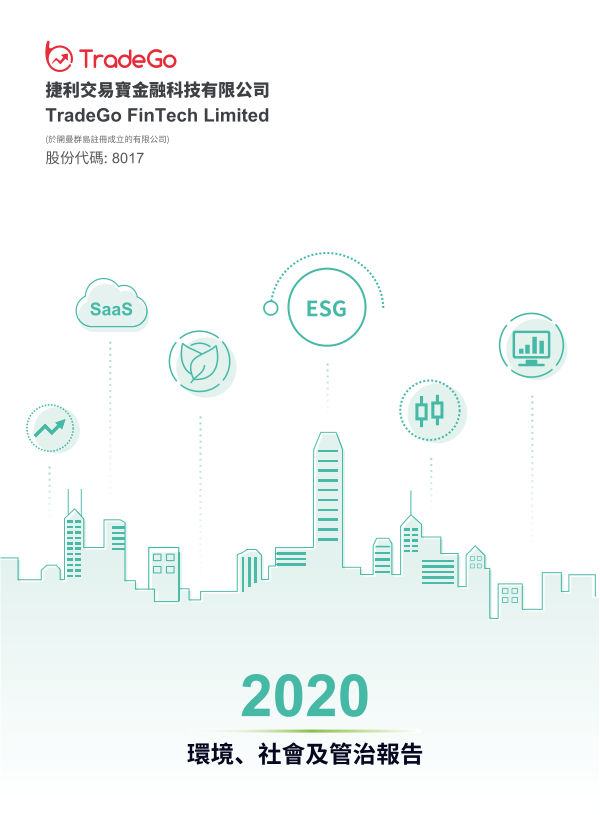 TradeGo
捷利交易寶金融科技有限公司
TradeGo FinTech Limited
(於開曼群島註冊成立的有限公司)
股份代碼: 8017
ESG
SaaS
2020
環境、社會及管治報告